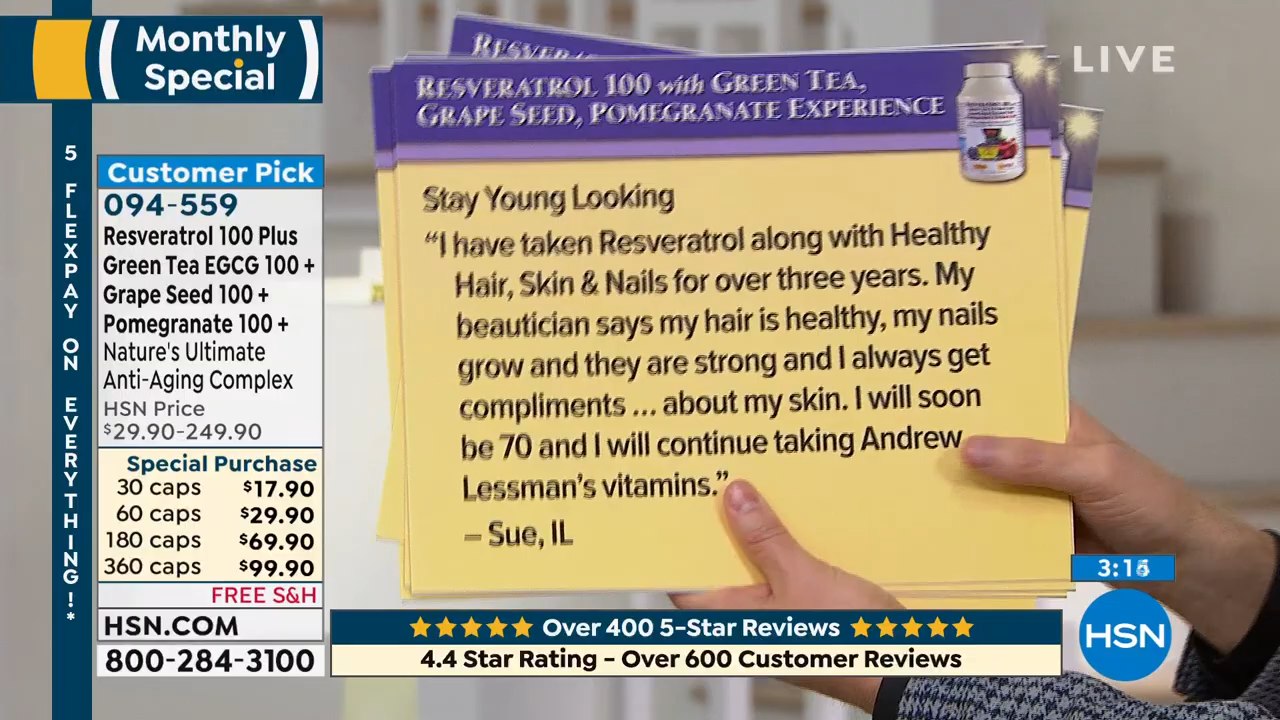 (Monthly
Special)
LIVE
5 FLEXPAY ON EVERYTHING!*
Customer Pick
094-559
Resveratrol 100 Plus
Green Tea EGCG 100 +
Grape Seed 100 +
Pomegranate 100 +
Nature's Ultimate
Anti-Aging Complex
HSN Price
$29.90-249.90
Special Purchase
30 caps $17.90
60 caps $29.90
180 caps $69.90
360 caps $99.90
FREE S&H
HSN.COM
800-284-3100
RESVERATROL 100 with GREEN TEA,
GRAPE SEED, POMEGRANATE EXPERIENCE
Stay Young Looking
“I have taken Resveratrol along with Healthy
Hair, Skin & Nails for over three years. My
beautician says my hair is healthy, my nails
grow and they are strong and I always get
compliments ... about my skin. I will soon
be 70 and I will continue taking Andrew
Lessman’s vitamins.”
– Sue, IL
Over 400 5-Star Reviews
4.4 Star Rating - Over 600 Customer Reviews
HSN